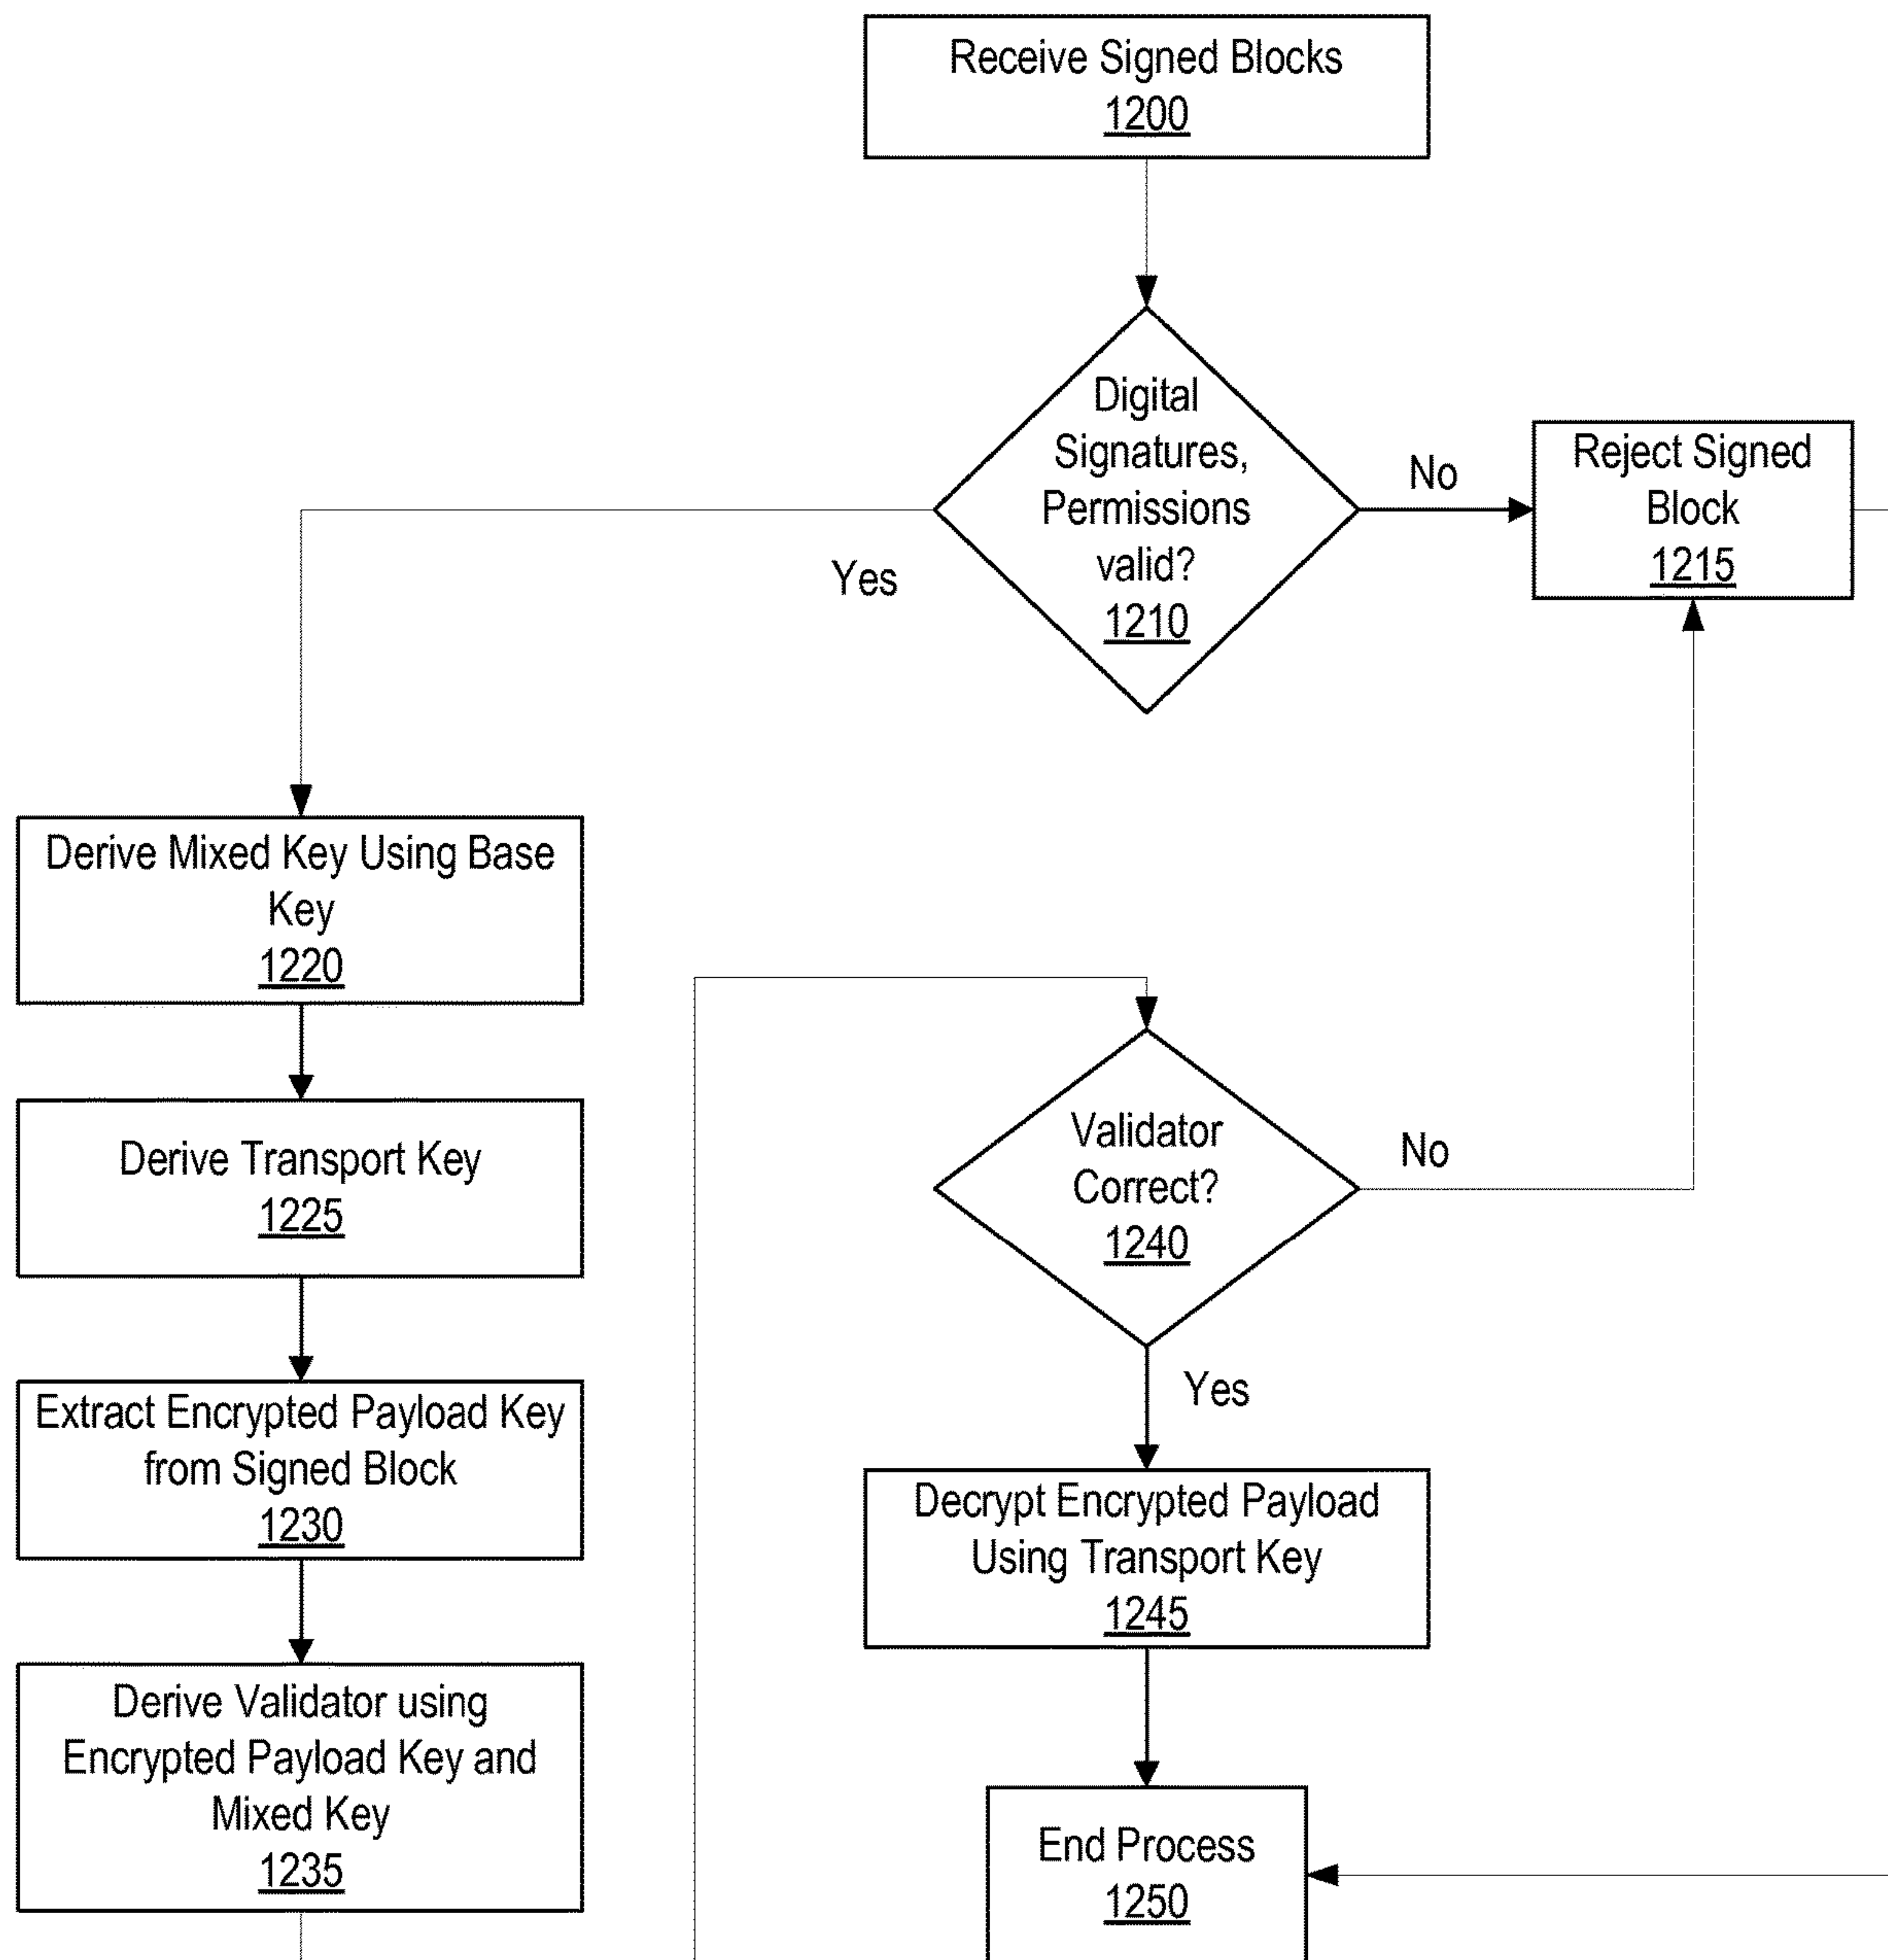 Receive Signed Blocks
1200
Digital
Signatures,
Permissions
valid?
1210
No
Reject Signed
Block
1215
Yes
Derive Mixed Key Using Base
Key
1220
Derive Transport Key
1225
Extract Encrypted Payload Key
from Signed Block
1230
Derive Validator using
Encrypted Payload Key and
Mixed Key
1235
Validator
Correct?
1240
No
Yes
Decrypt Encrypted Payload
Using Transport Key
1245
End Process
1250